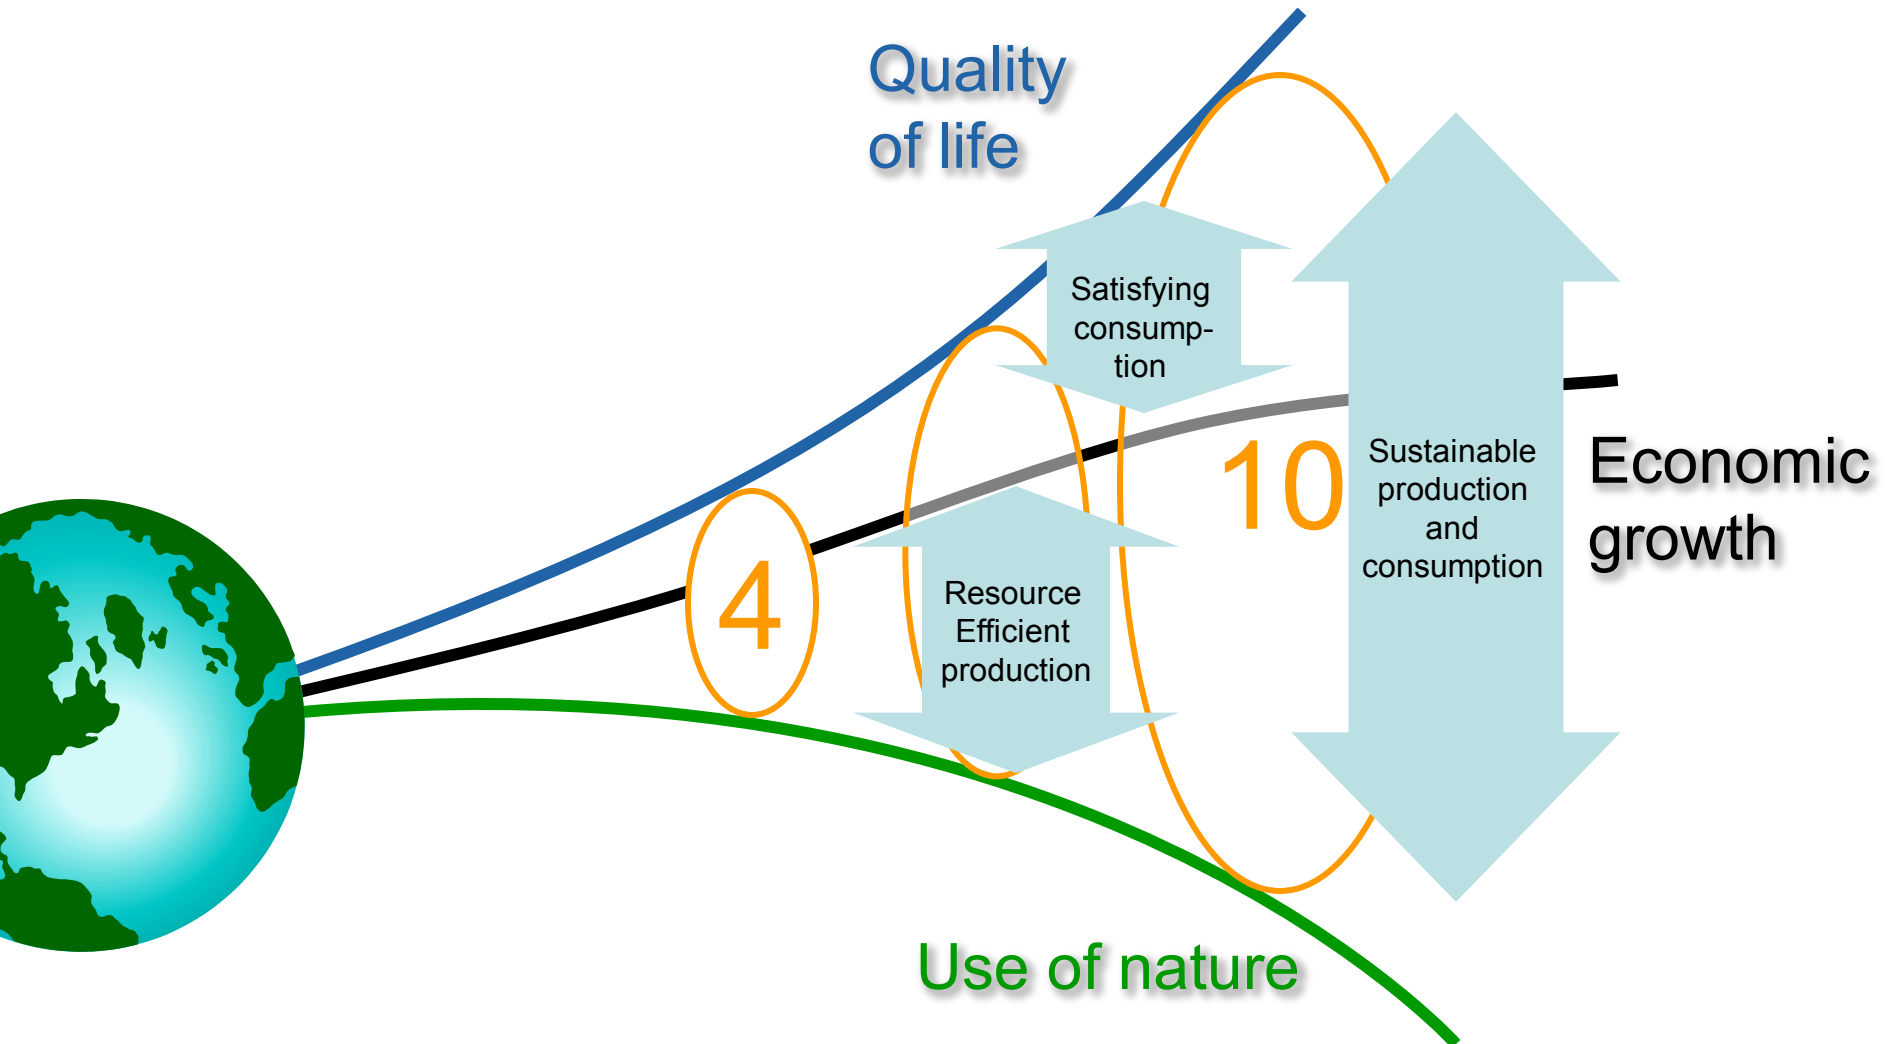 Quality
of life
Satisfying
consump-
tion
4
10
Sustainable
production
and
consumption
Economic
growth
Resource
Efficient
production
Use of nature